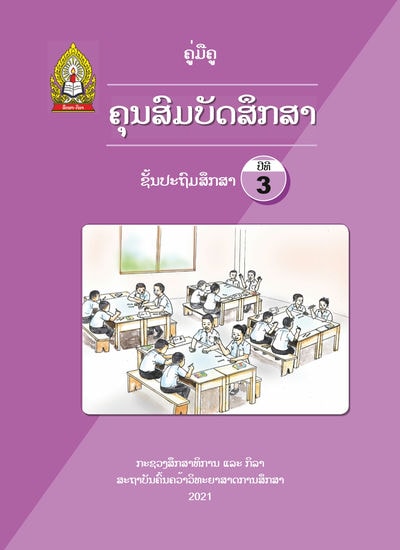 ຄູ່ມືຄູ
ຄຸນສົມບັດສຶກສາ
ຊັ້ນປະຖົມສຶກສາ
ປີທີ
3
ກະຊວງສຶກສາທິການ ແລະ ກິລາ
ສະຖາບັນຄົ້ນຄວ້າວິທະຍາສາດການສຶກສາ
2021